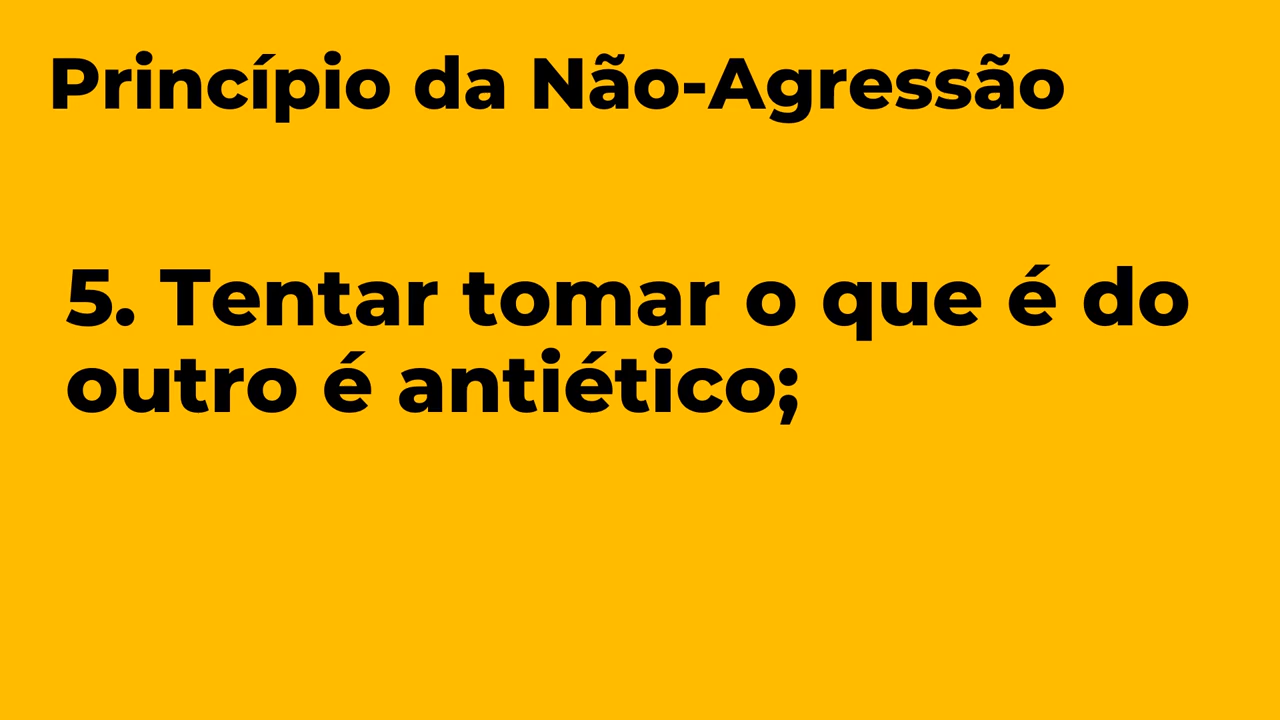 Princípio da Não-Agressão
5. Tentar tomar o que é do
outro é antiético;